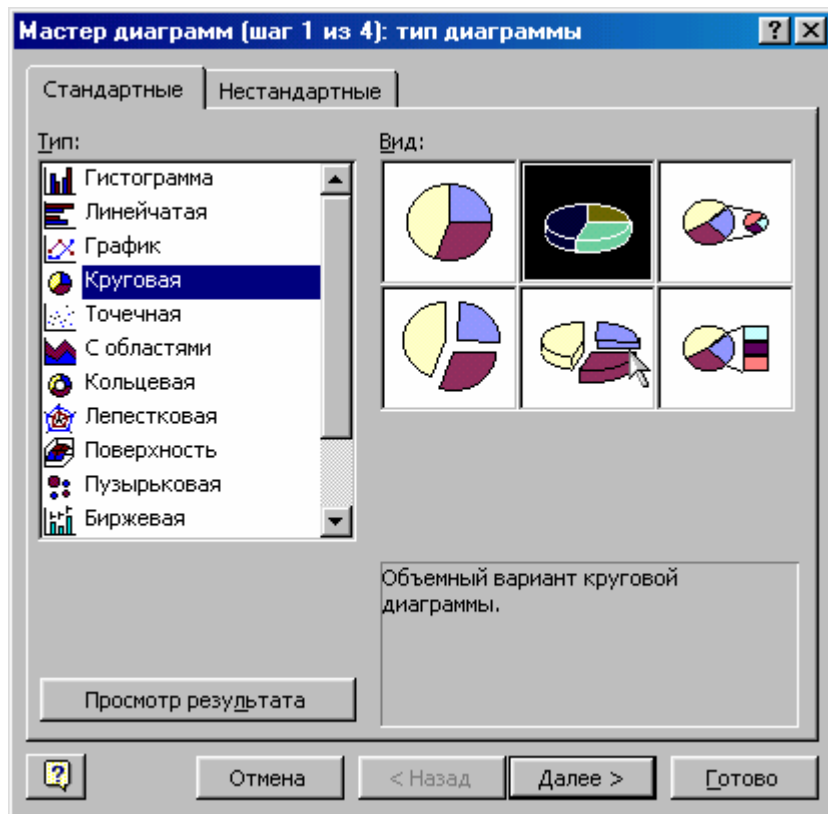 Мастер диаграмм (шаг 1 из 4): тип диаграммы
Стандартные
Нестандартные
Тип:
Вид:
Гистограмма
Линейчатая
График
Круговая
Точечная
С областями
Кольцевая
Лепестковая
Поверхность
Пузырьковая
Биржевая
Объемный вариант круговой
диаграммы.
Просмотр результата
Отмена
< Назад
Далее >
Готово